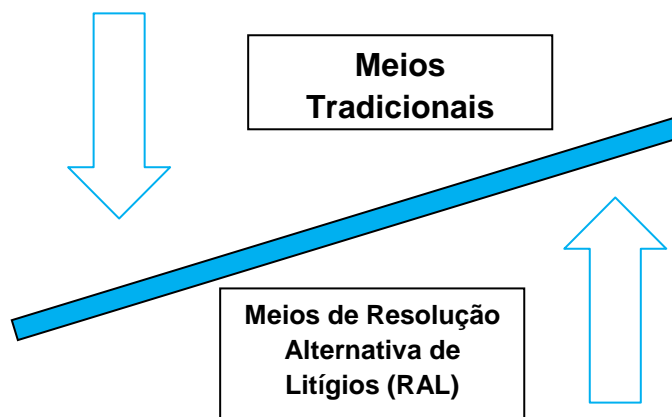 Meios
Tradicionais
Meios de Resolução
Alternativa de
Litígios (RAL)